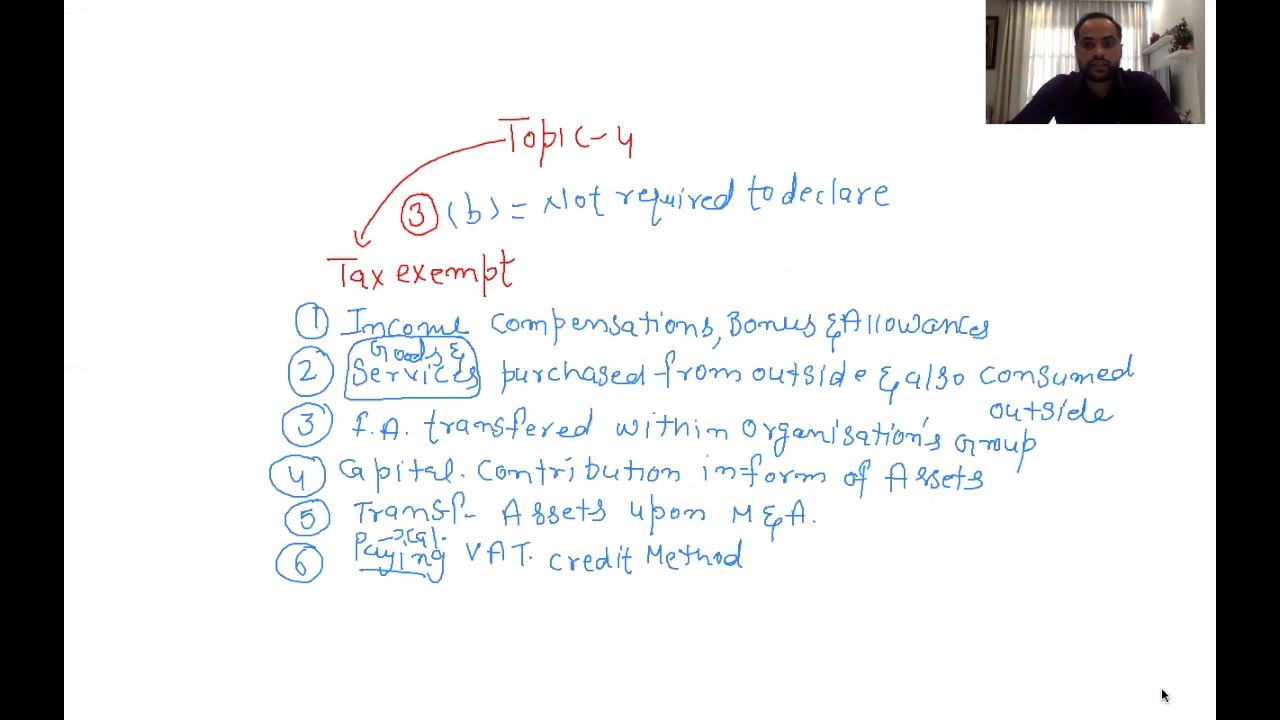 Topic-4
③ (b) = Not required to declare
Tax exempt
① Income compensations, Bonus & Allowances
② Goods & Services purchased from outside & also consumed outside
③ F.A. transfered within organisation's Group
④ Capital. Contribution in form of Assets
⑤ Transf- Assets upon M&A.
⑥ Paying VAT. credit Method
→ cal.